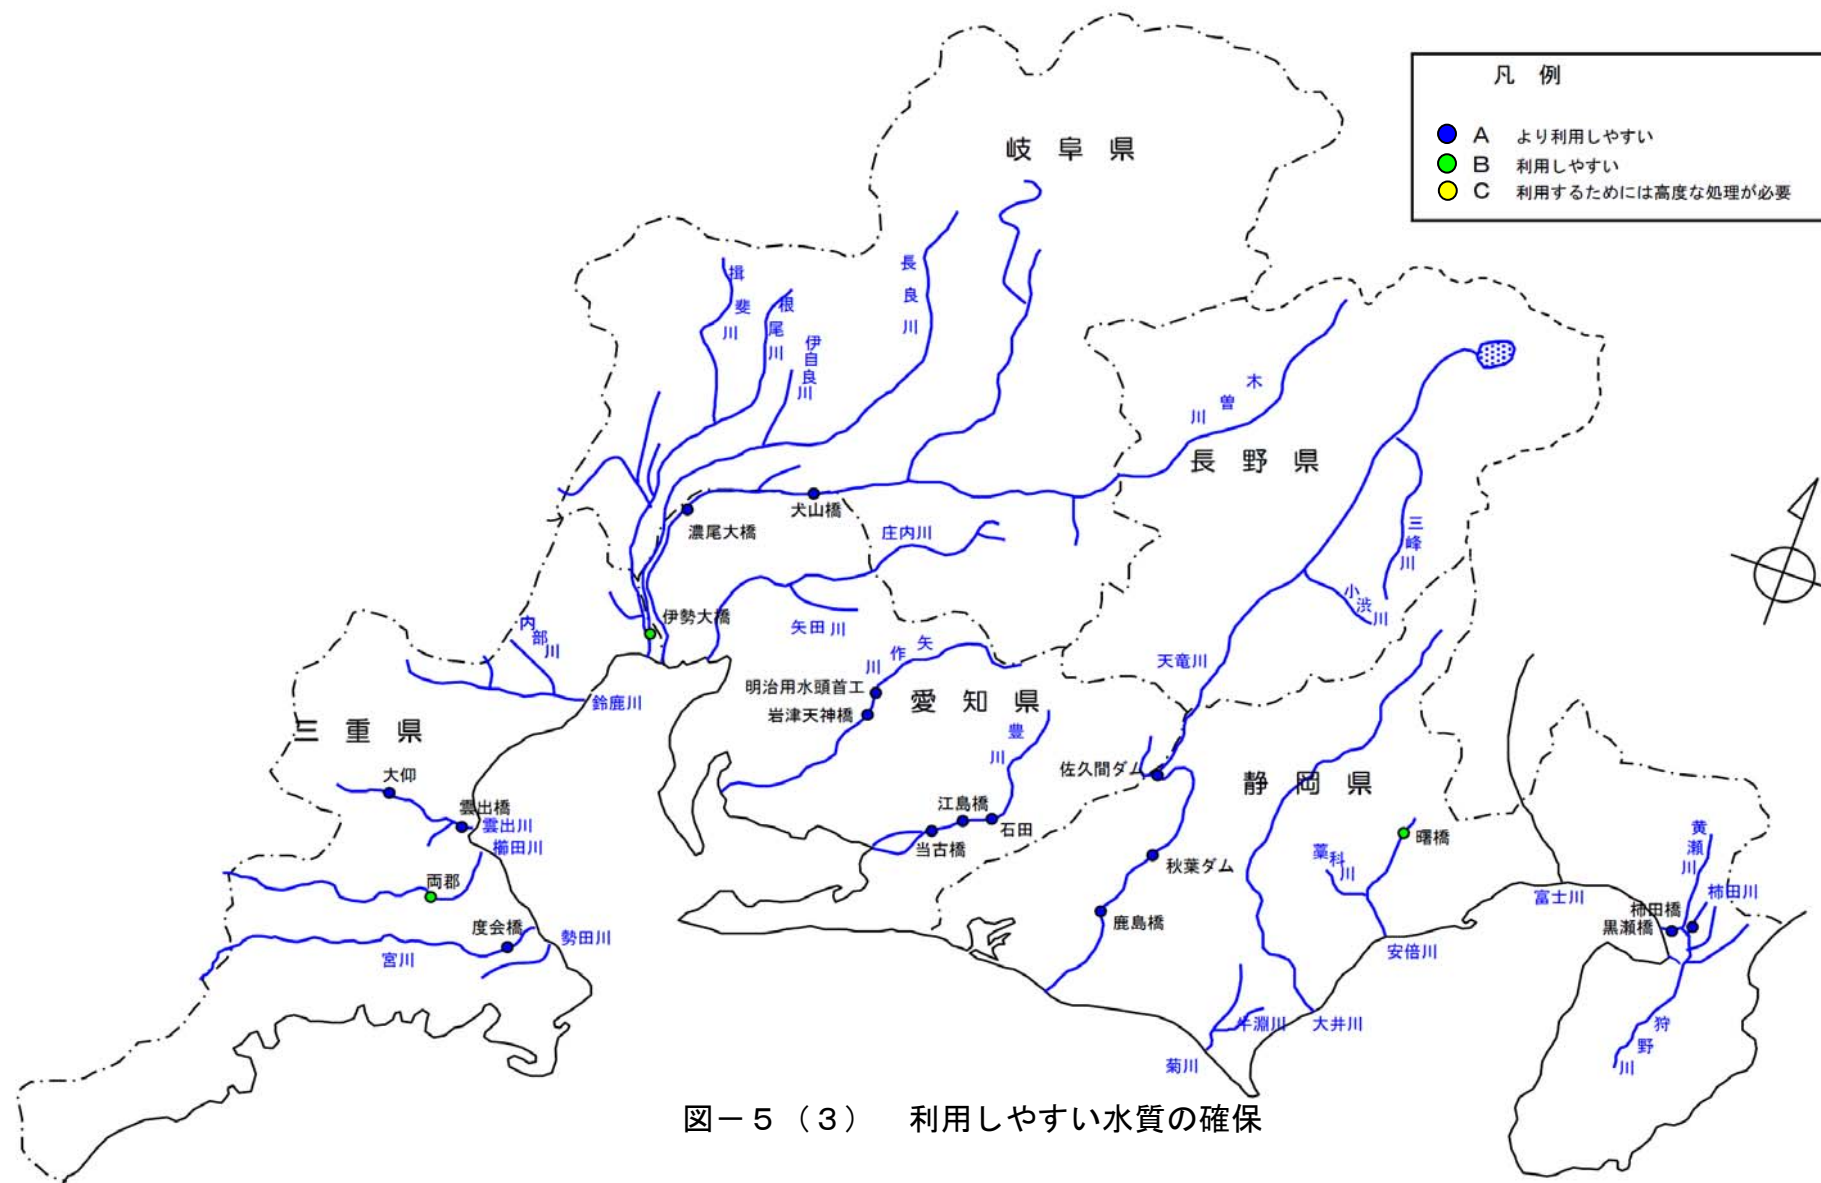 凡 例
A より利用しやすい
B 利用しやすい
C 利用するためには高度な処理が必要
岐 阜 県
揖斐川
根尾川
伊自良川
長良川
木曽川
長 野 県
犬山橋
濃尾大橋
庄内川
三峰川
小渋川
伊勢大橋
矢田川
内部川
矢作川
天竜川
明治用水頭首工
岩津天神橋
愛 知 県
鈴鹿川
三 重 県
豊川
佐久間ダム
静 岡 県
大仰
雲出橋
雲出川
櫛田川
江島橋
石田
当古橋
曙橋
藁科川
黄瀬川
秋葉ダム
両郡
富士川
柿田川
柿田橋
黒瀬橋
度会橋
勢田川
宮川
鹿島橋
安倍川
牛淵川
大井川
菊川
狩野川
図-5(3) 利用しやすい水質の確保